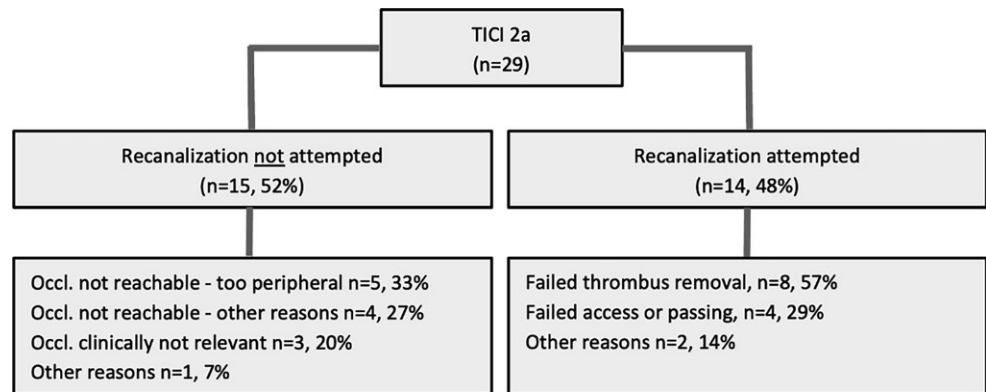 TICI 2a
(n=29)
Recanalization not attempted
(n=15, 52%)
Recanalization attempted
(n=14, 48%)
Occl. not reachable - too peripheral n=5, 33%
Occl. not reachable - other reasons n=4, 27%
Occl. clinically not relevant n=3, 20%
Other reasons n=1, 7%
Failed thrombus removal, n=8, 57%
Failed access or passing, n=4, 29%
Other reasons n=2, 14%